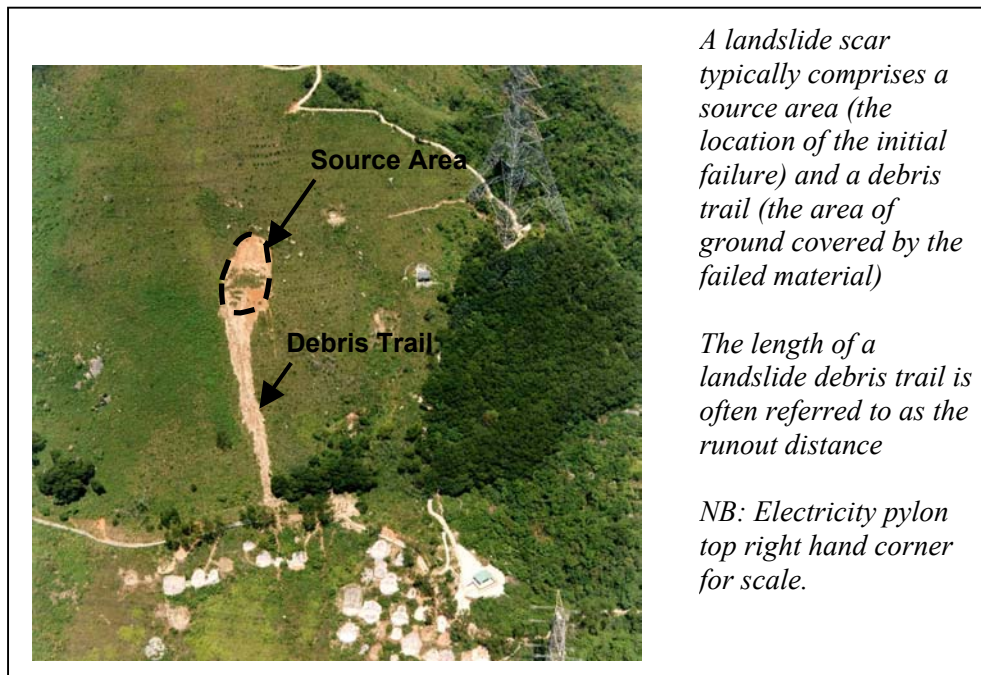 Source Area
Debris Trail
A landslide scar
typically comprises a
source area (the
location of the initial
failure) and a debris
trail (the area of
ground covered by the
failed material)
The length of a
landslide debris trail is
often referred to as the
runout distance
NB: Electricity pylon
top right hand corner
for scale.